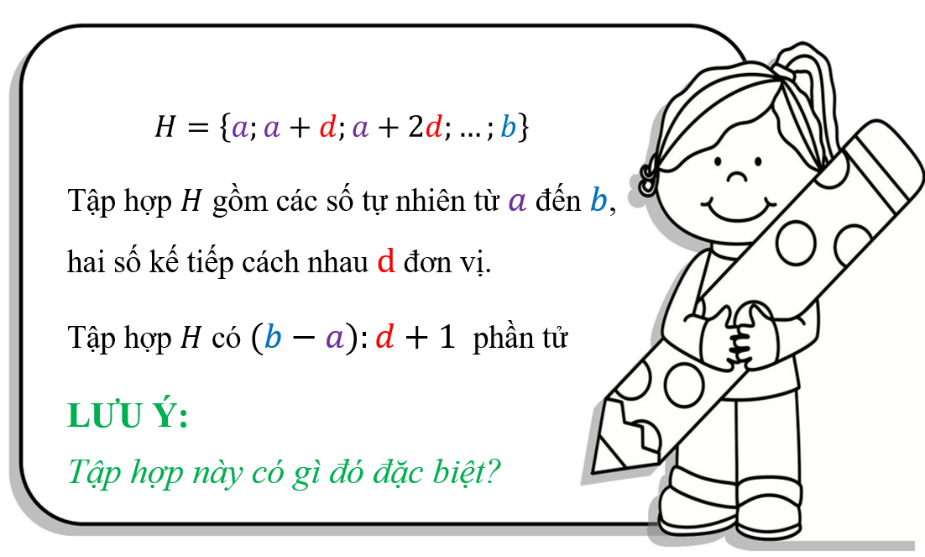 H = {a; a + d; a + 2d; ... ; b}
Tập hợp H gồm các số tự nhiên từ a đến b,
hai số kế tiếp cách nhau d đơn vị.
Tập hợp H có (b − a): d + 1 phần tử
LƯU Ý:
Tập hợp này có gì đó đặc biệt?